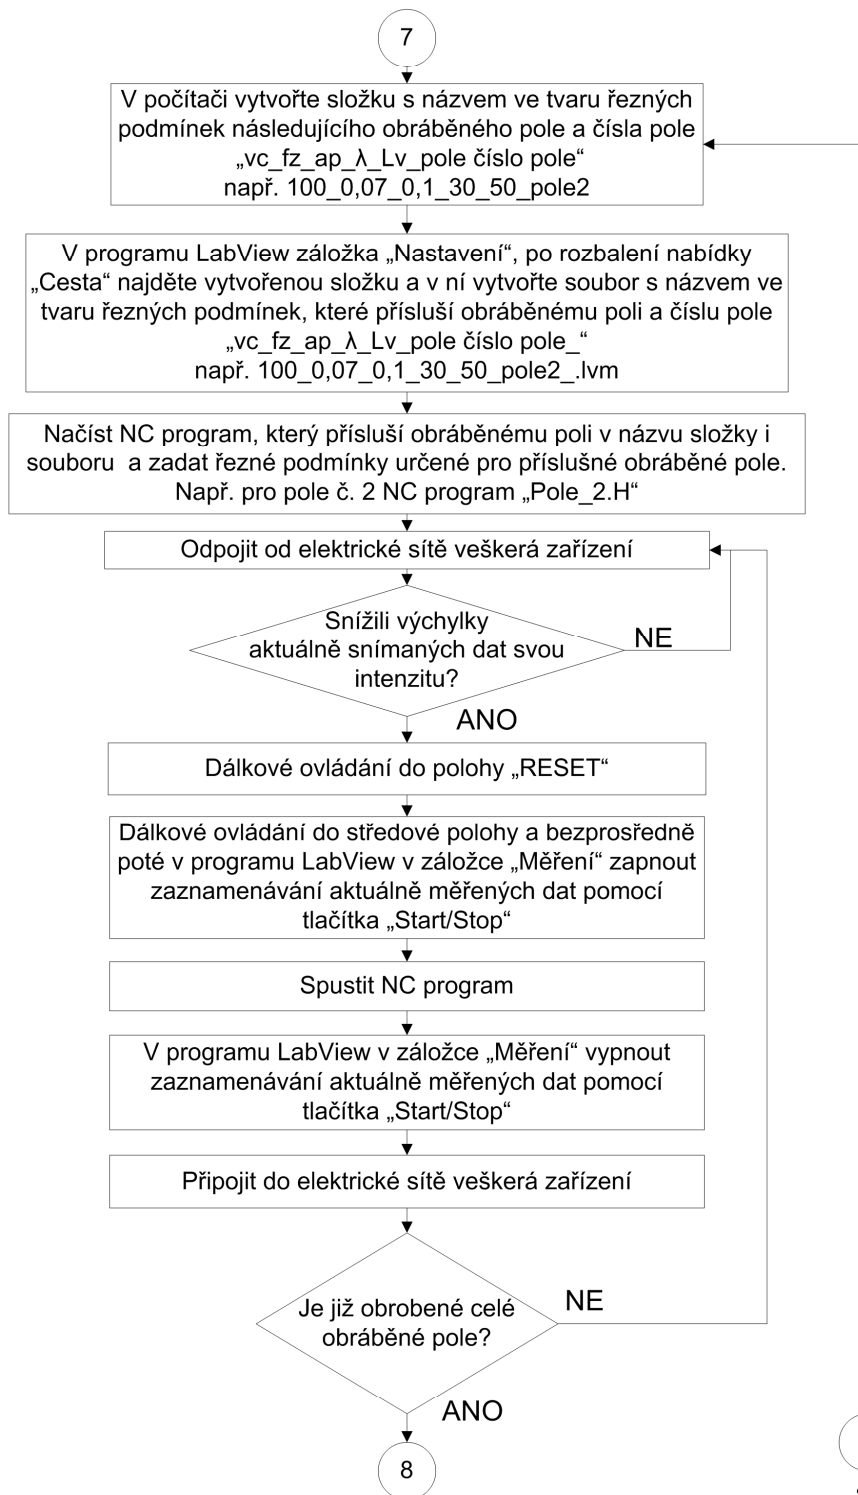 7
V počítači vytvořte složku s názvem ve tvaru řezných
podmínek následujícího obráběného pole a čísla pole
„vc_fz_ap_λ_Lv_pole číslo pole“
např. 100_0,07_0,1_30_50_pole2
V programu LabView záložka „Nastavení“, po rozbalení nabídky
„Cesta“ najděte vytvořenou složku a v ní vytvořte soubor s názvem ve
tvaru řezných podmínek, které přísluší obráběnému poli a číslu pole
„vc_fz_ap_λ_Lv_pole číslo pole_“
např. 100_0,07_0,1_30_50_pole2_.lvm
Načíst NC program, který přísluší obráběnému poli v názvu složky i
souboru a zadat řezné podmínky určené pro příslušné obráběné pole.
Např. pro pole č. 2 NC program „Pole_2.H“
Odpojit od elektrické sítě veškerá zařízení
Snížili výchylky
aktuálně snímaných dat svou
intenzitu?
NE
ANO
Dálkové ovládání do polohy „RESET“
Dálkové ovládání do středové polohy a bezprosředně
poté v programu LabView v záložce „Měření“ zapnout
zaznamenávání aktuálně měřených dat pomocí
tlačítka „Start/Stop“
Spustit NC program
V programu LabView v záložce „Měření“ vypnout
zaznamenávání aktuálně měřených dat pomocí
tlačítka „Start/Stop“
Připojit do elektrické sítě veškerá zařízení
Je již obrobené celé
obráběné pole?
NE
ANO
8